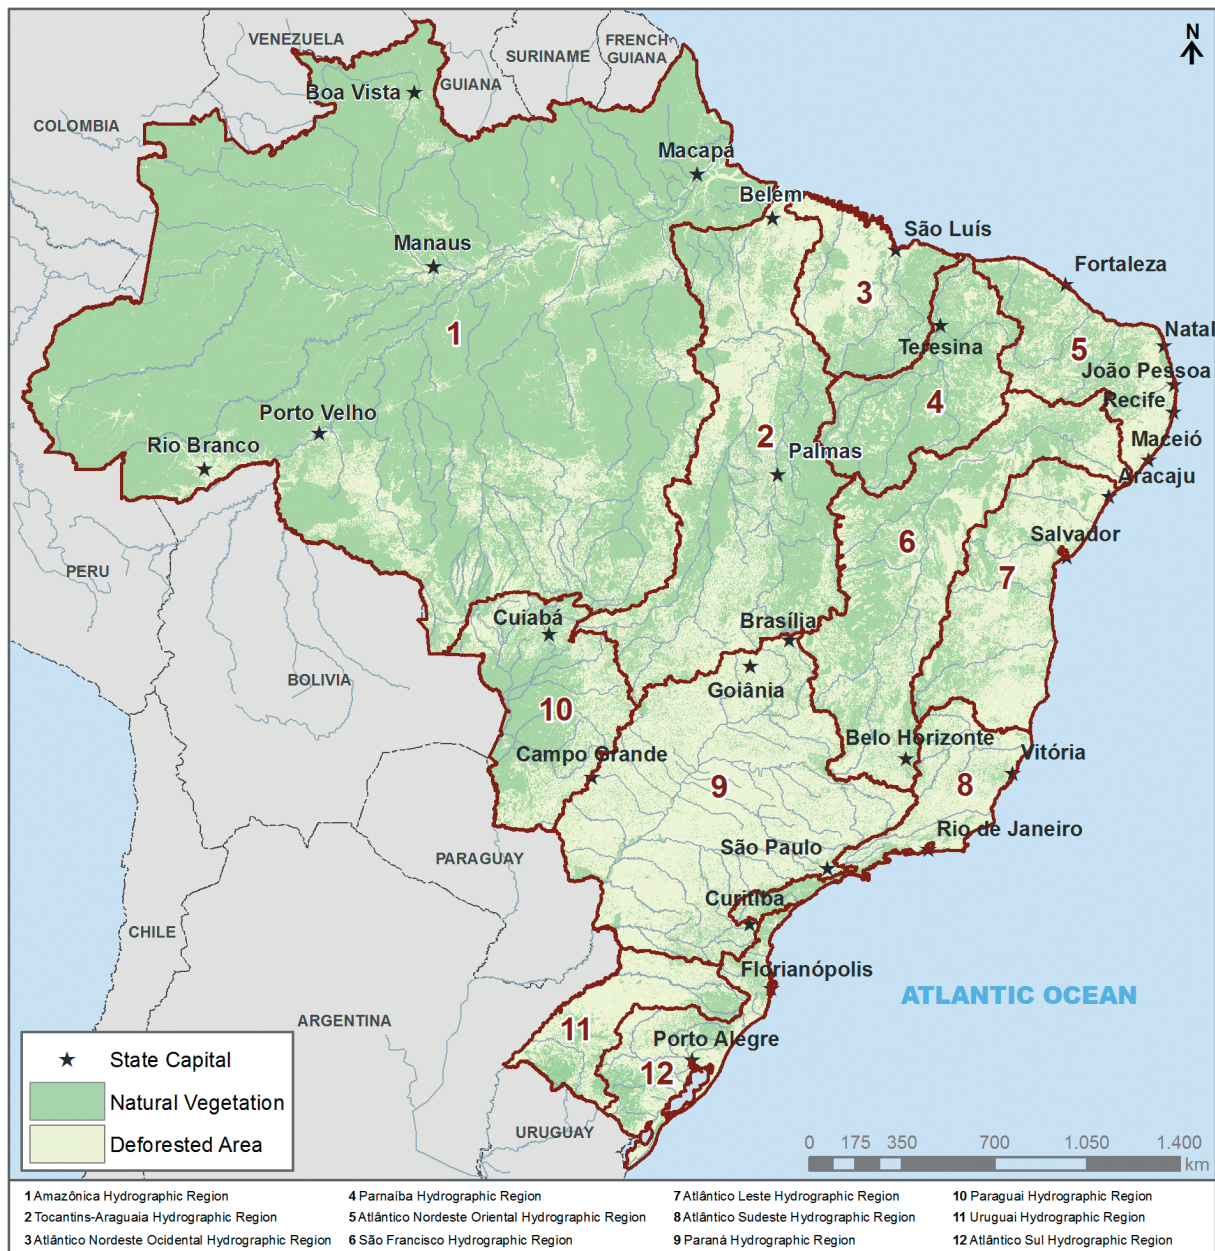 N
VENEZUELA
SURINAME
FRENCH
GUIANA
GUIANA
Boa Vista
COLOMBIA
Macapá
Belém
São Luís
Manaus
Fortaleza
3
1
Natal
5
Teresina
João Pessoa
4
Recife
Porto Velho
2
Maceió
Rio Branco
Palmas
Aracaju
6
Salvador
PERU
7
Cuiabá
Brasília
BOLIVIA
Goiânia
10
Belo Horizonte
Campo Grande
Vitória
9
8
Rio de Janeiro
São Paulo
PARAGUAY
Curitiba
CHILE
Florianópolis
ATLANTIC OCEAN
ARGENTINA
11
Porto Alegre
12
URUGUAY
State Capital
Natural Vegetation
Deforested Area
0 175 350 700 1.050 1.400
km
1 Amazônica Hydrographic Region
2 Tocantins-Araguaia Hydrographic Region
3 Atlântico Nordeste Ocidental Hydrographic Region
4 Parnaíba Hydrographic Region
5 Atlântico Nordeste Oriental Hydrographic Region
6 São Francisco Hydrographic Region
7 Atlântico Leste Hydrographic Region
8 Atlântico Sudeste Hydrographic Region
9 Paraná Hydrographic Region
10 Paraguai Hydrographic Region
11 Uruguai Hydrographic Region
12 Atlântico Sul Hydrographic Region